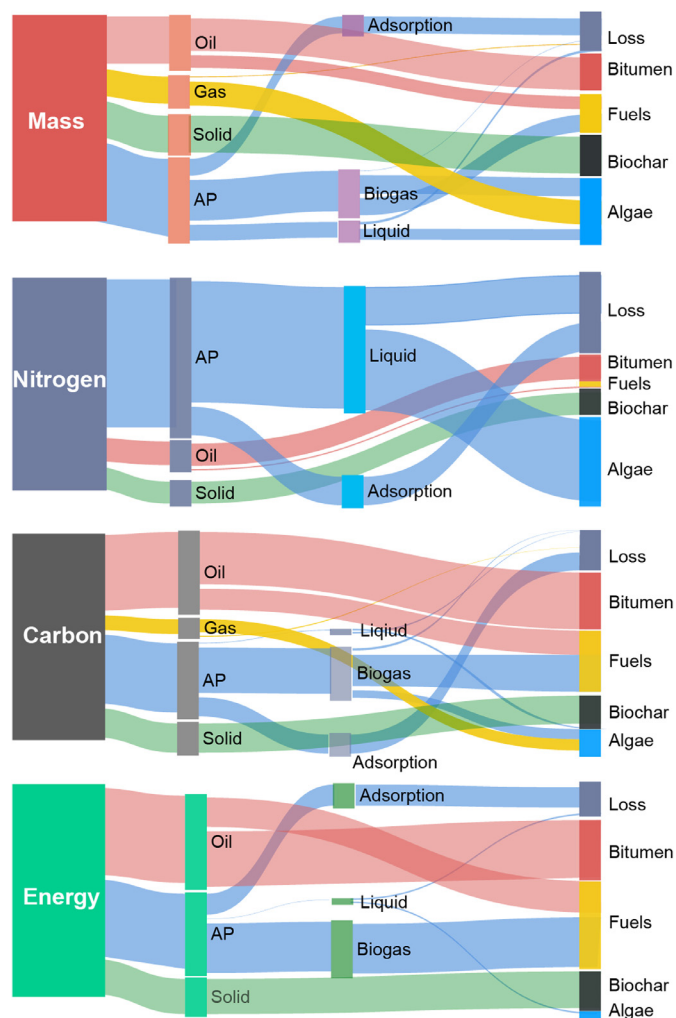 Adsorption
Loss
Oil
Bitumen
Gas
Fuels
Mass
Solid
Biochar
AP
Biogas
Algae
Liquid
Loss
AP
Liquid
Bitumen
Nitrogen
Fuels
Biochar
Oil
Algae
Solid
Adsorption
Loss
Oil
Bitumen
Carbon
Gas
Liqiud
Fuels
AP
Biogas
Biochar
Solid
Algae
Adsorption
Adsorption
Loss
Oil
Bitumen
Energy
Liquid
AP
Fuels
Biogas
Biochar
Solid
Algae